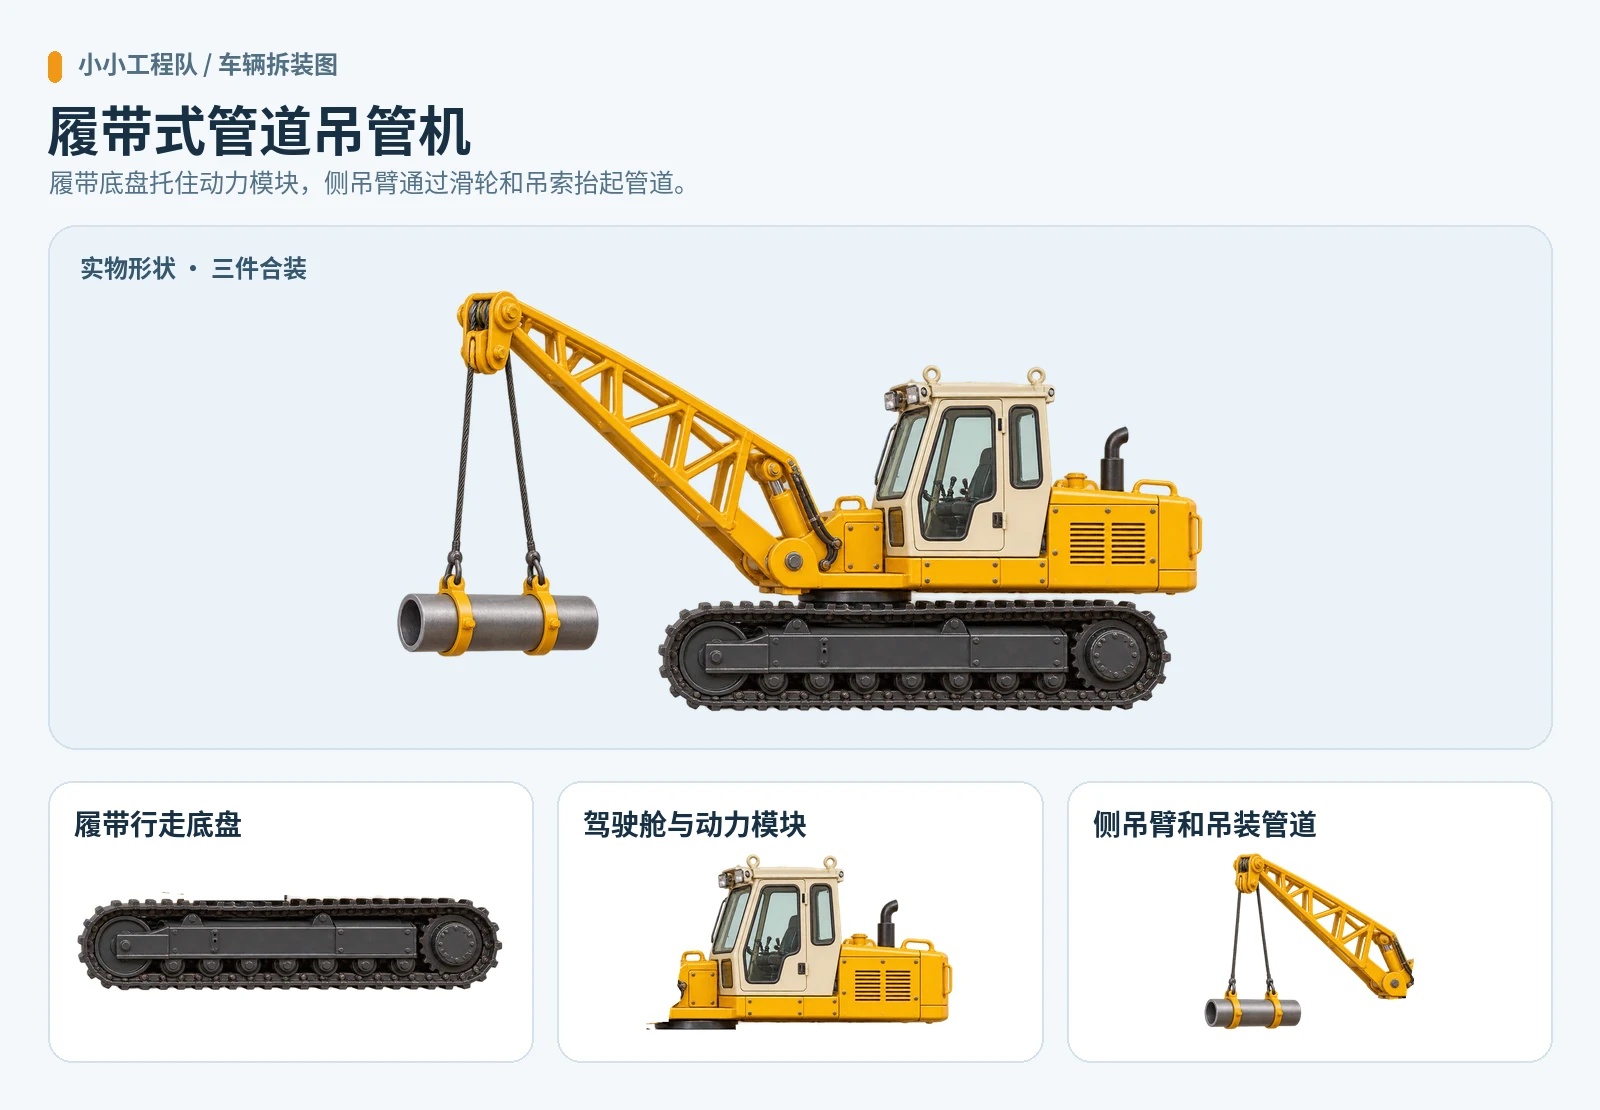 小小工程队 / 车辆拆装图
履带式管道吊管机
履带底盘托住动力模块，侧吊臂通过滑轮和吊索抬起管道。
实物形状 · 三件合装
履带行走底盘
驾驶舱与动力模块
侧吊臂和吊装管道